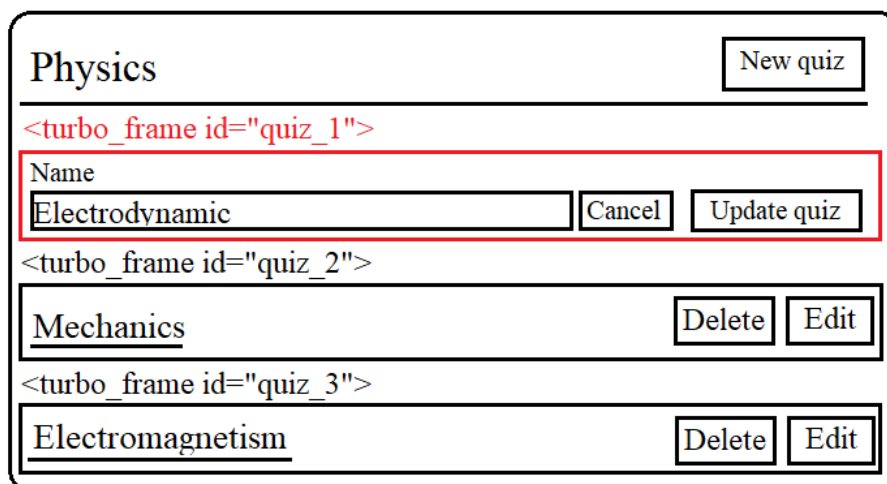 Physics New quiz
<turbo_frame id="quiz_1">
Name
Electrodynamic Cancel Update quiz
<turbo_frame id="quiz_2">
Mechanics Delete Edit
<turbo_frame id="quiz_3">
Electromagnetism Delete Edit